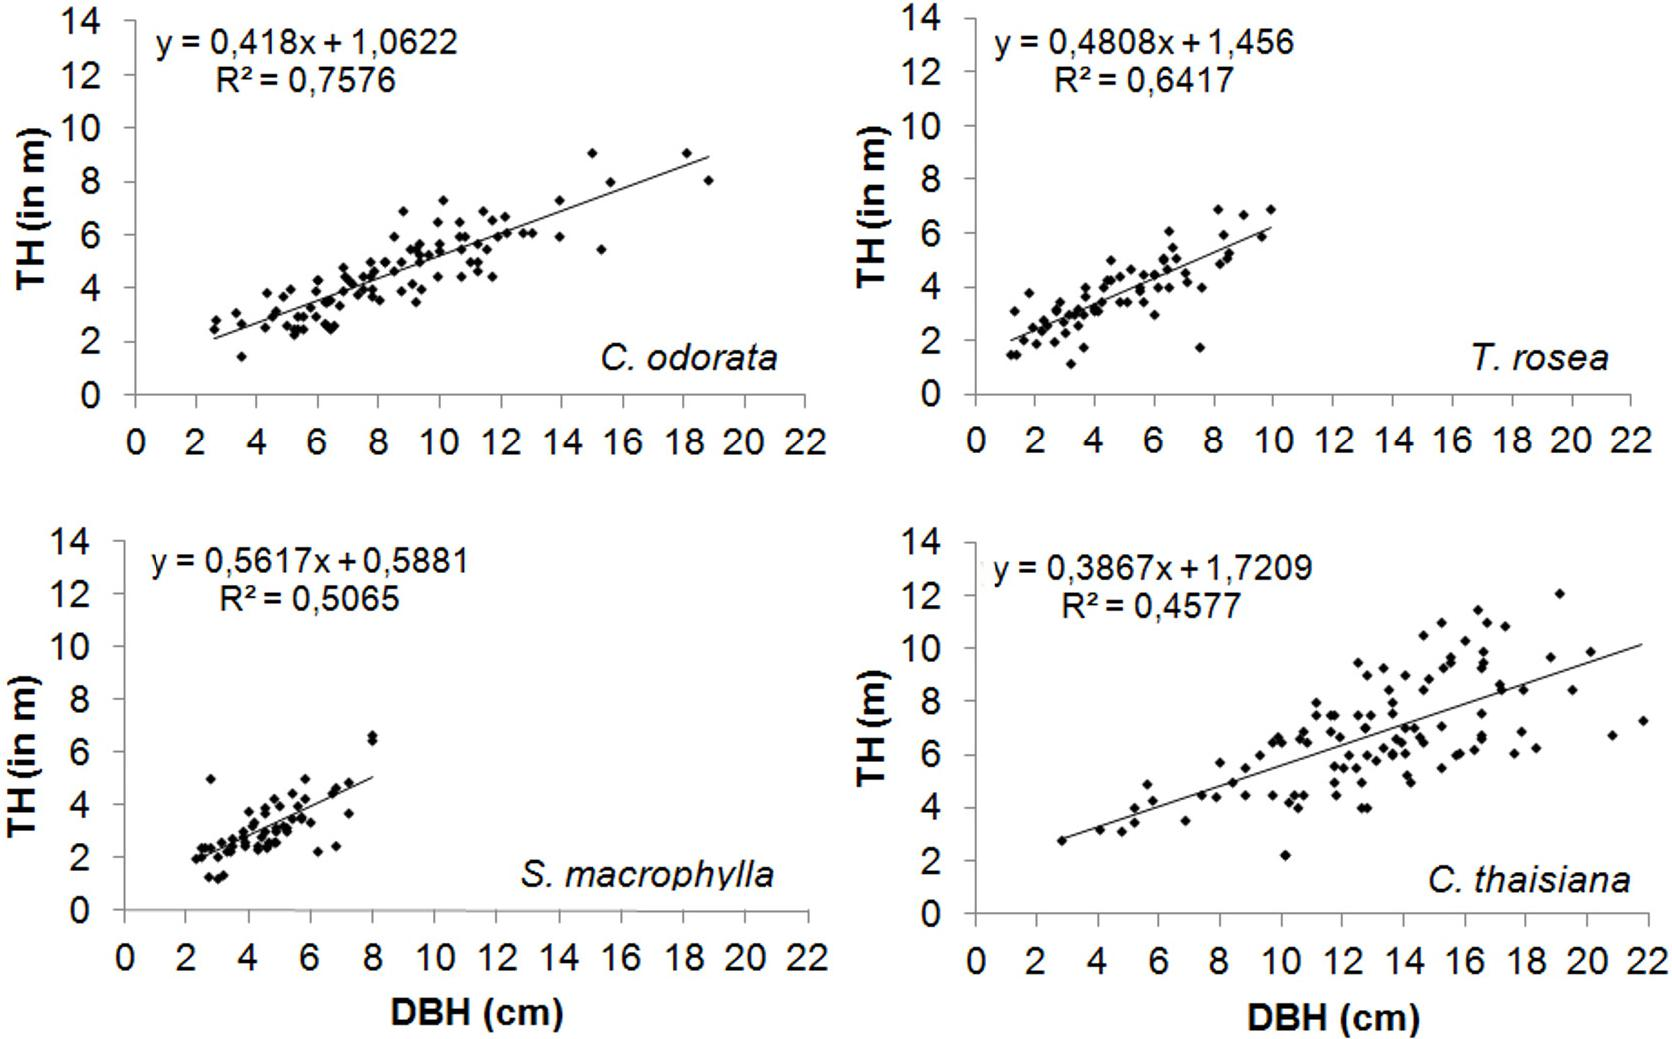 14
12
10
8
6
4
2
0
TH (in m)
y = 0,418x + 1,0622
R² = 0,7576
C. odorata
0 2 4 6 8 10 12 14 16 18 20 22
14
12
10
8
6
4
2
0
TH (in m)
y = 0,4808x + 1,456
R² = 0,6417
T. rosea
0 2 4 6 8 10 12 14 16 18 20 22
14
12
10
8
6
4
2
0
TH (in m)
y = 0,5617x + 0,5881
R² = 0,5065
S. macrophylla
0 2 4 6 8 10 12 14 16 18 20 22
DBH (cm)
14
12
10
8
6
4
2
0
TH (m)
y = 0,3867x + 1,7209
R² = 0,4577
C. thaisiana
0 2 4 6 8 10 12 14 16 18 20 22
DBH (cm)